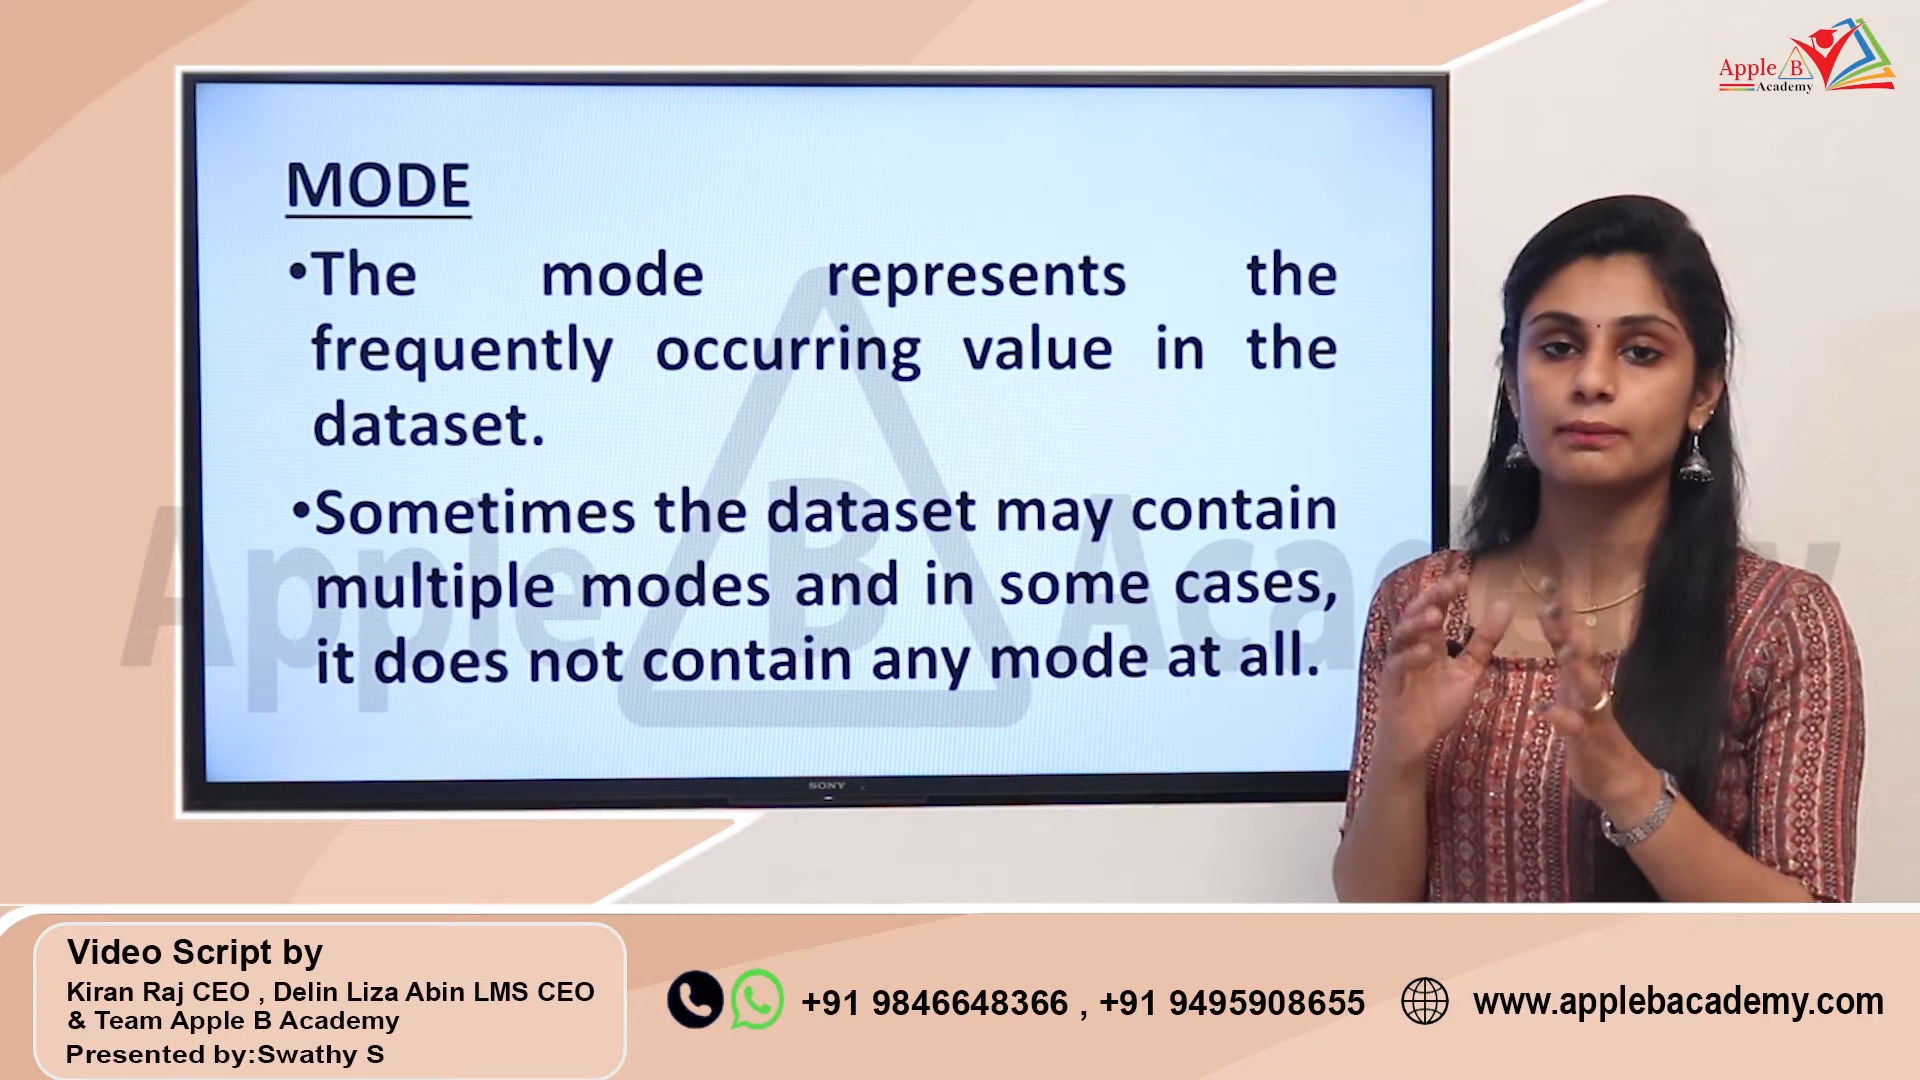 Apple B
Academy
MODE
•The mode represents the
frequently occurring value in the
dataset.
•Sometimes the dataset may contain
multiple modes and in some cases,
it does not contain any mode at all.
Apple B Academy
SONY
Video Script by
Kiran Raj CEO , Delin Liza Abin LMS CEO
& Team Apple B Academy
Presented by:Swathy S
+91 9846648366 , +91 9495908655
www.applebacademy.com